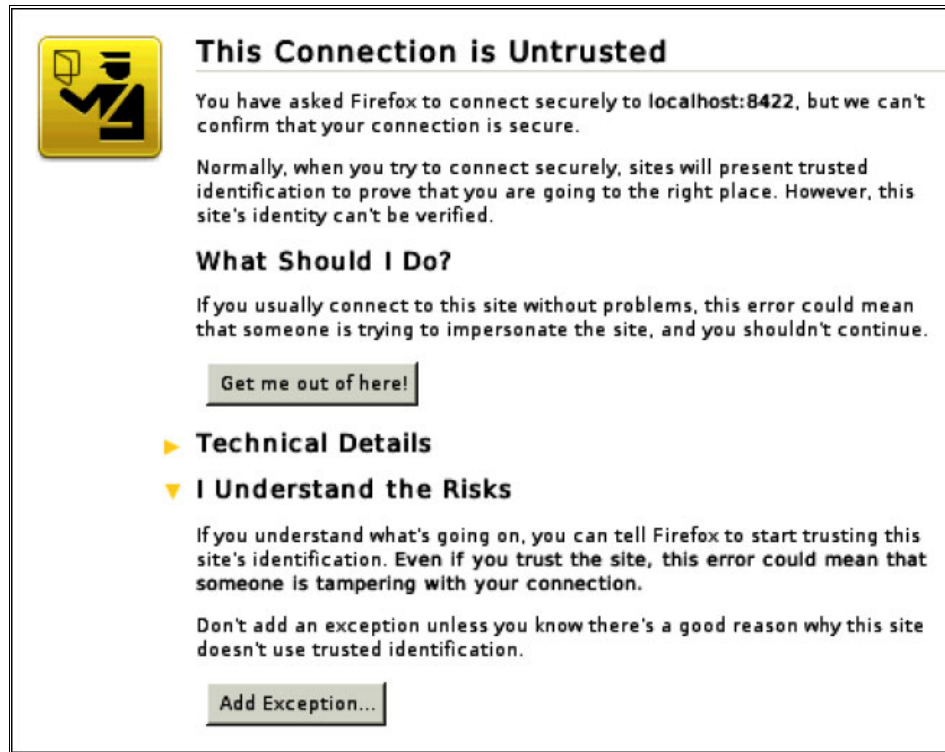 This Connection is Untrusted
You have asked Firefox to connect securely to localhost:8422, but we can't
confirm that your connection is secure.
Normally, when you try to connect securely, sites will present trusted
identification to prove that you are going to the right place. However, this
site's identity can't be verified.
What Should I Do?
If you usually connect to this site without problems, this error could mean
that someone is trying to impersonate the site, and you shouldn't continue.
Get me out of here!
Technical Details
I Understand the Risks
If you understand what's going on, you can tell Firefox to start trusting this
site's identification. Even if you trust the site, this error could mean that
someone is tampering with your connection.
Don't add an exception unless you know there's a good reason why this site
doesn't use trusted identification.
Add Exception...